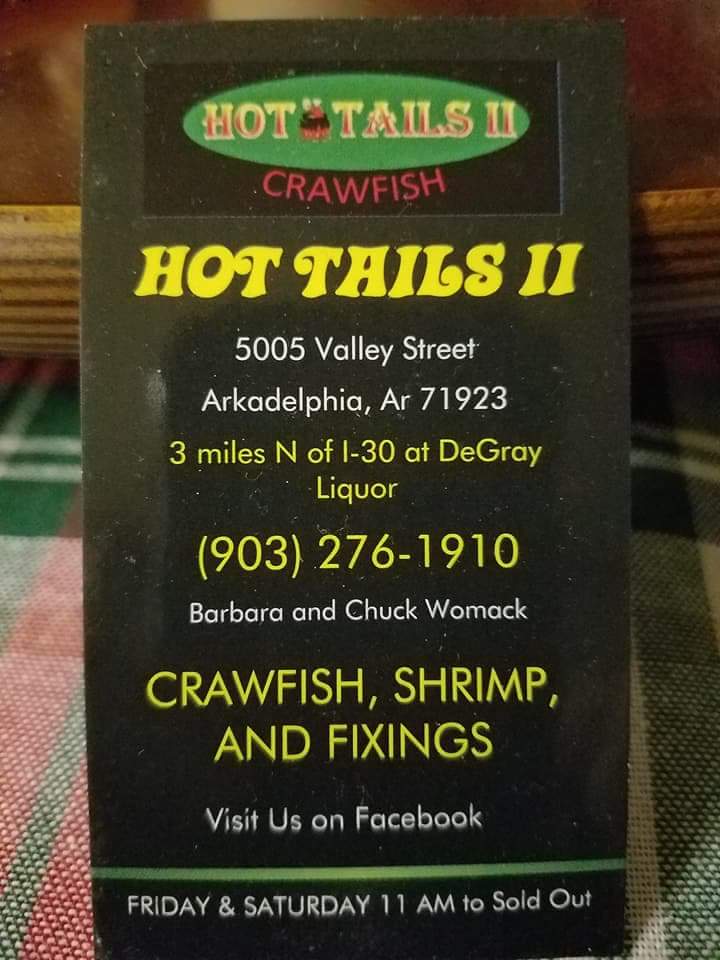 HOT TAILS II
CRAWFISH
HOT TAILS II
5005 Valley Street
Arkadelphia, Ar 71923
3 miles N of I-30 at DeGray
Liquor
(903) 276-1910
Barbara and Chuck Womack
CRAWFISH, SHRIMP,
AND FIXINGS
Visit Us on Facebook
FRIDAY & SATURDAY 11 AM to Sold Out